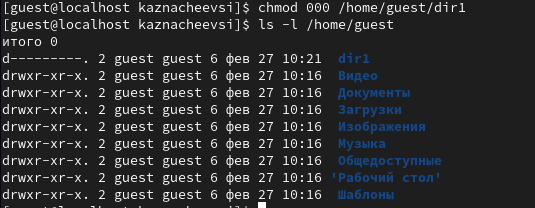 [guest@localhost kaznacheevsi]$ chmod 000 /home/guest/dir1
[guest@localhost kaznacheevsi]$ ls -l /home/guest
итого 0
d---------. 2 guest guest 6 фев 27 10:21  dir1
drwxr-xr-x. 2 guest guest 6 фев 27 10:16  Видео
drwxr-xr-x. 2 guest guest 6 фев 27 10:16  Документы
drwxr-xr-x. 2 guest guest 6 фев 27 10:16  Загрузки
drwxr-xr-x. 2 guest guest 6 фев 27 10:16  Изображения
drwxr-xr-x. 2 guest guest 6 фев 27 10:16  Музыка
drwxr-xr-x. 2 guest guest 6 фев 27 10:16  Общедоступные
drwxr-xr-x. 2 guest guest 6 фев 27 10:16 'Рабочий стол'
drwxr-xr-x. 2 guest guest 6 фев 27 10:16  Шаблоны
[guest@localhost kaznacheevsi]$